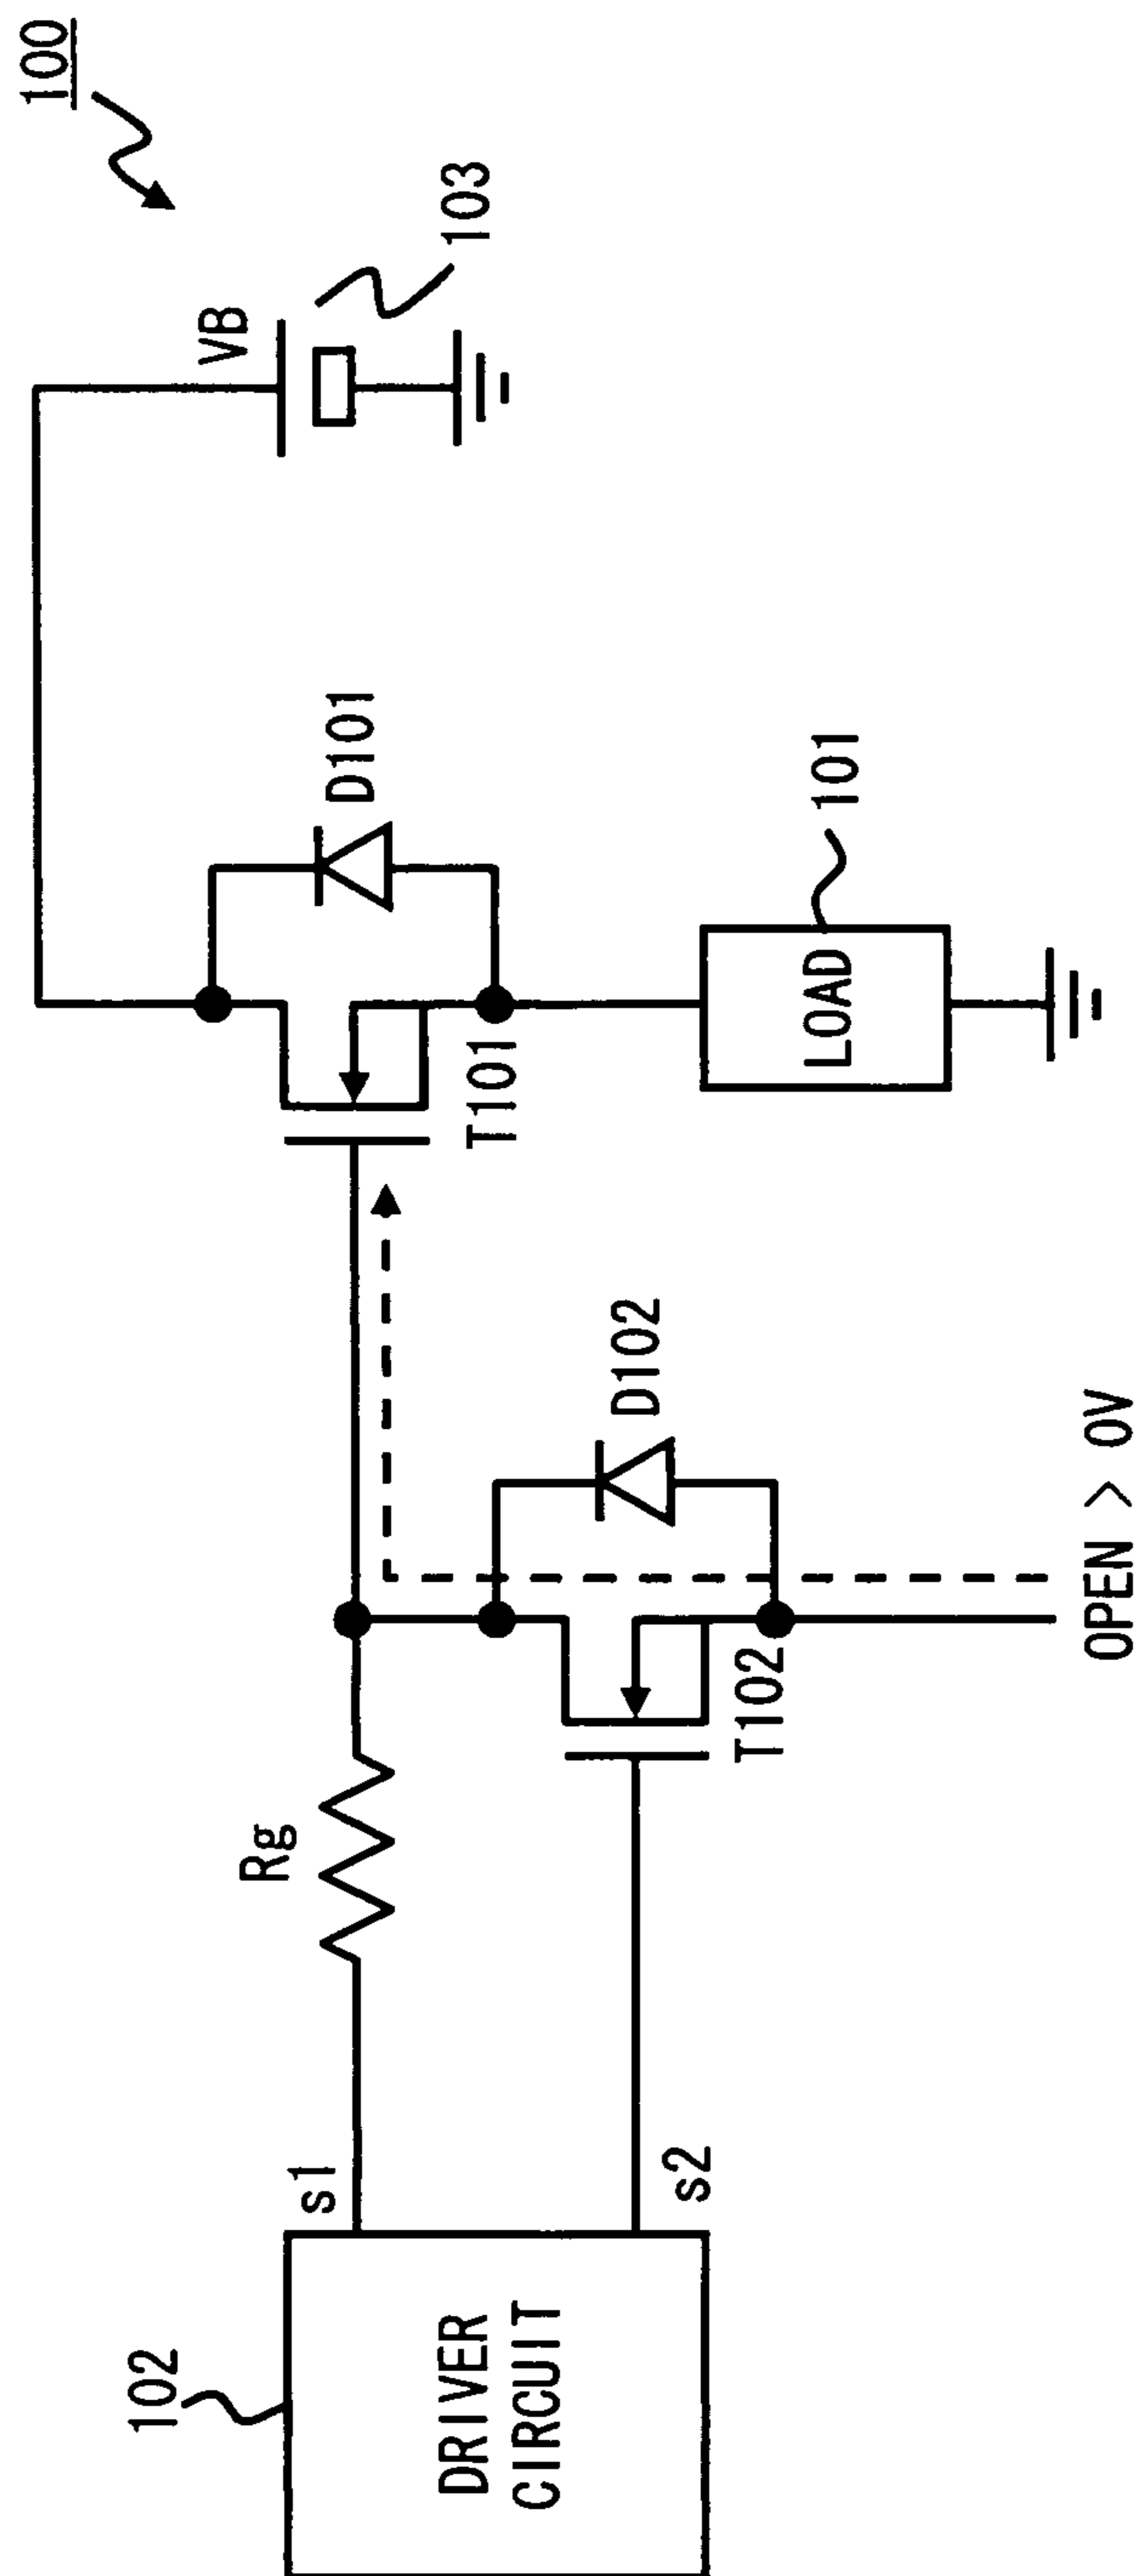 100
VB
103
D101
T101
LOAD
101
D102
T102
OPEN > 0V
Rg
s1
s2
102
DRIVER
CIRCUIT